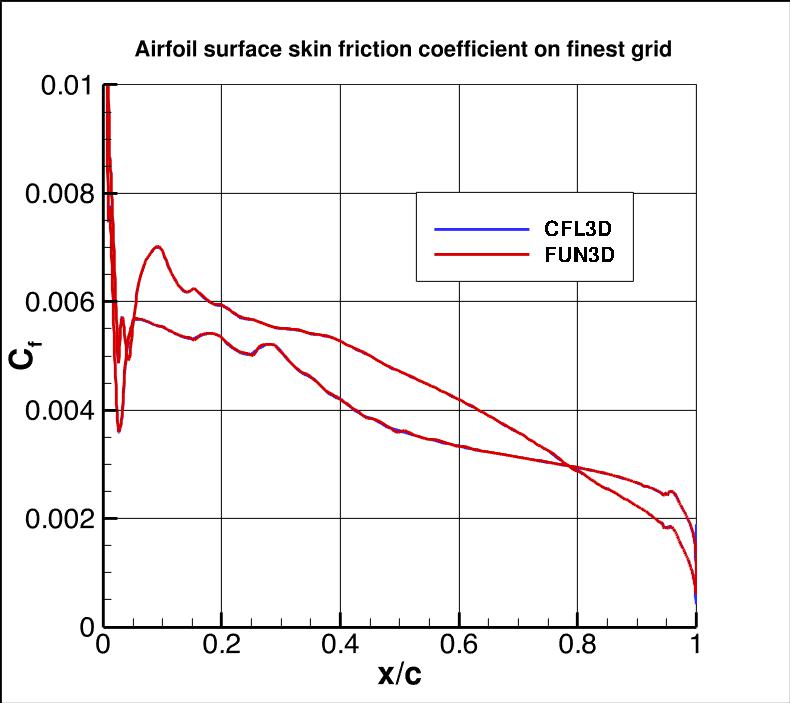 Airfoil surface skin friction coefficient on finest grid
0.01
0.008
0.006
0.004
0.002
0
Cf
CFL3D
FUN3D
0 0.2 0.4 0.6 0.8 1
x/c